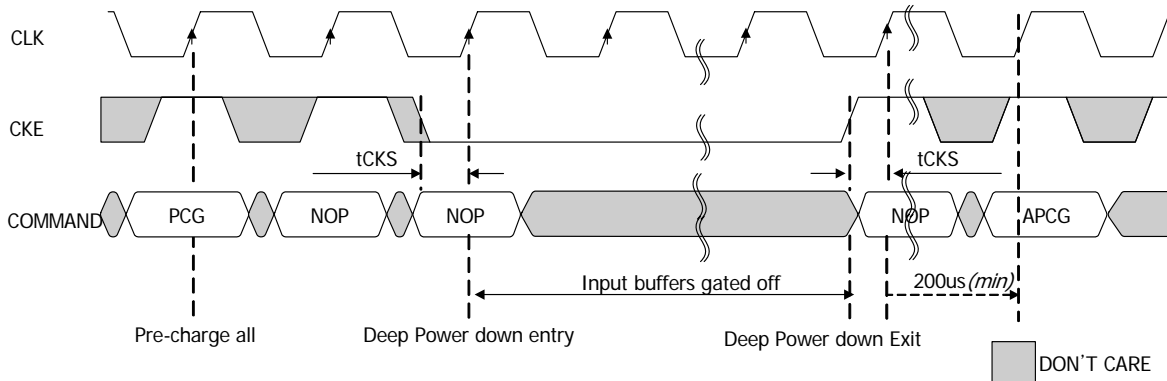 CLK
CKE
tCKS
tCKS
COMMAND
PCG
NOP
NOP
NOP
APCG
Input buffers gated off
200us(min)
Pre-charge all
Deep Power down entry
Deep Power down Exit
DON'T CARE